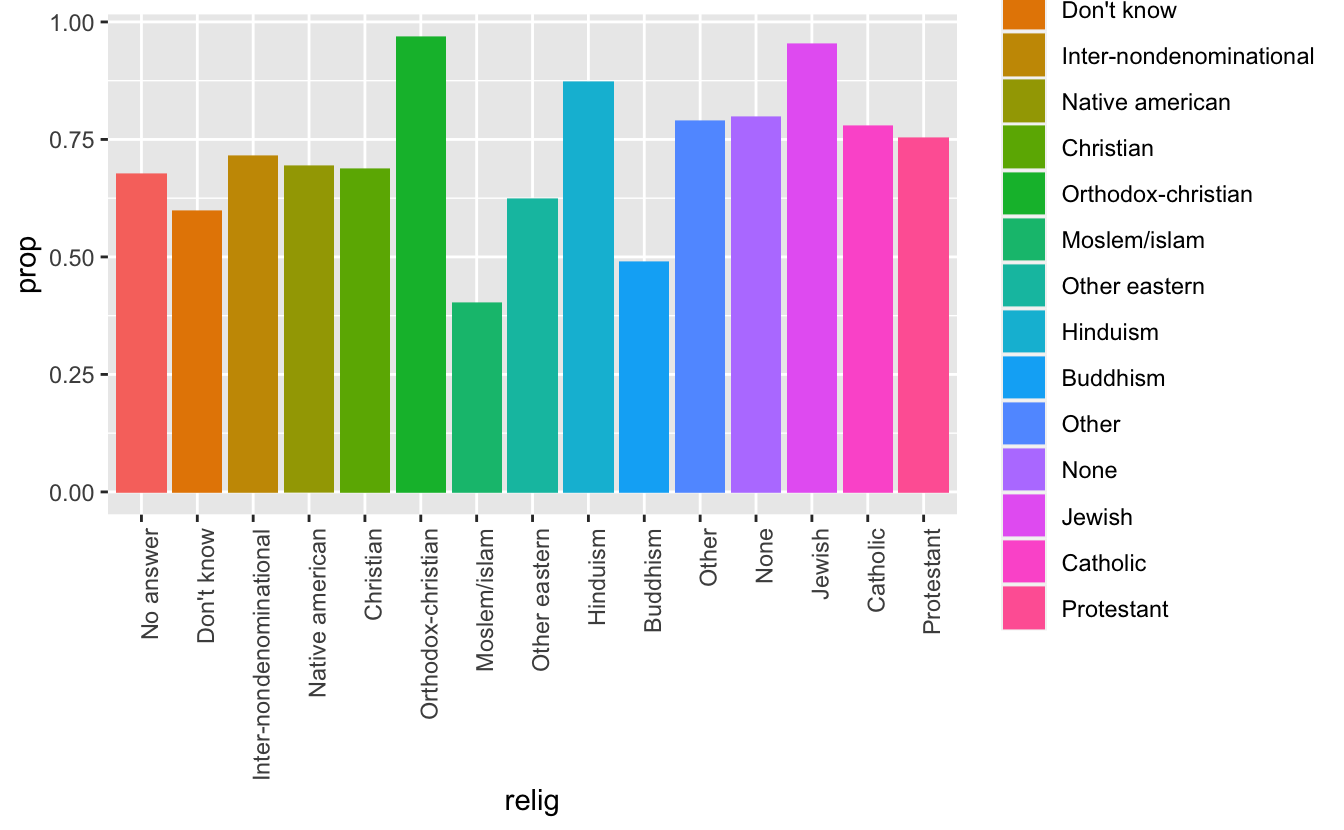 1.00
0.75
0.50
0.25
0.00
prop
No answer
Don't know
Inter-nondenominational
Native american
Christian
Orthodox-christian
Moslem/islam
Other eastern
Hinduism
Buddhism
Other
None
Jewish
Catholic
Protestant
relig
Don't know
Inter-nondenominational
Native american
Christian
Orthodox-christian
Moslem/islam
Other eastern
Hinduism
Buddhism
Other
None
Jewish
Catholic
Protestant